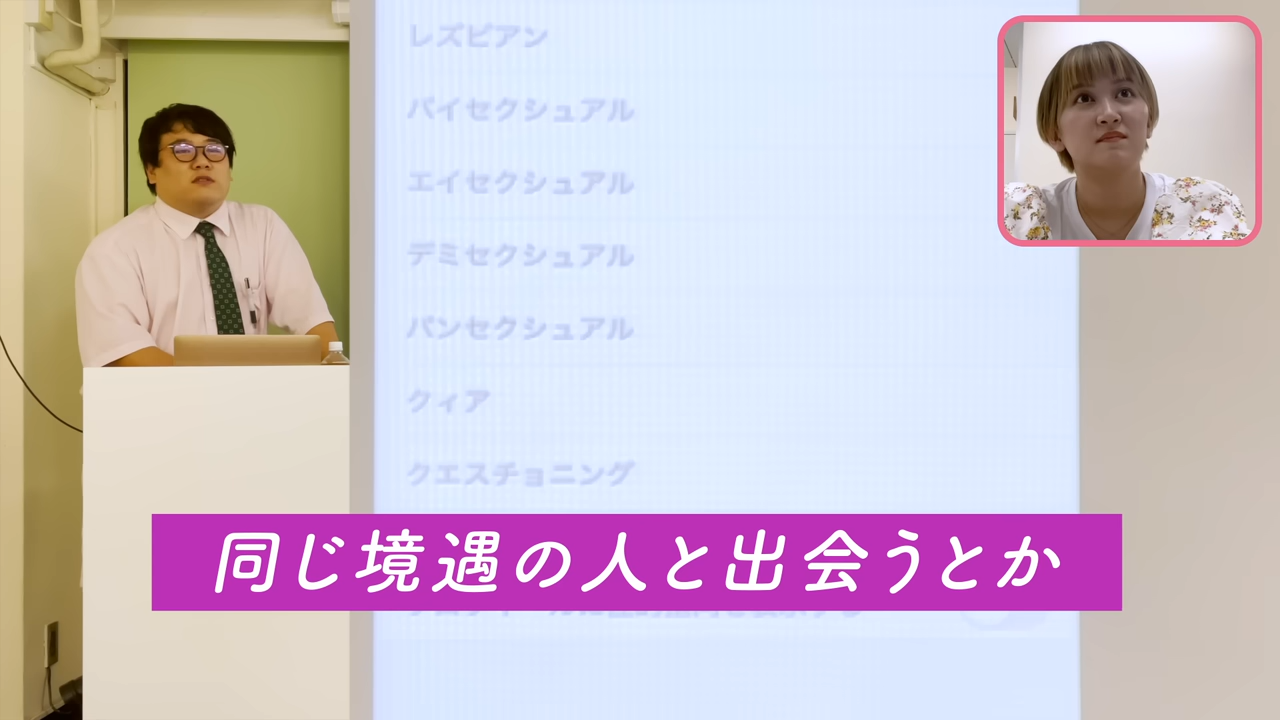 レズビアン
バイセクシュアル
エイセクシュアル
デミセクシュアル
パンセクシュアル
クィア
クエスチョニング
同じ境遇の人と出会うとか